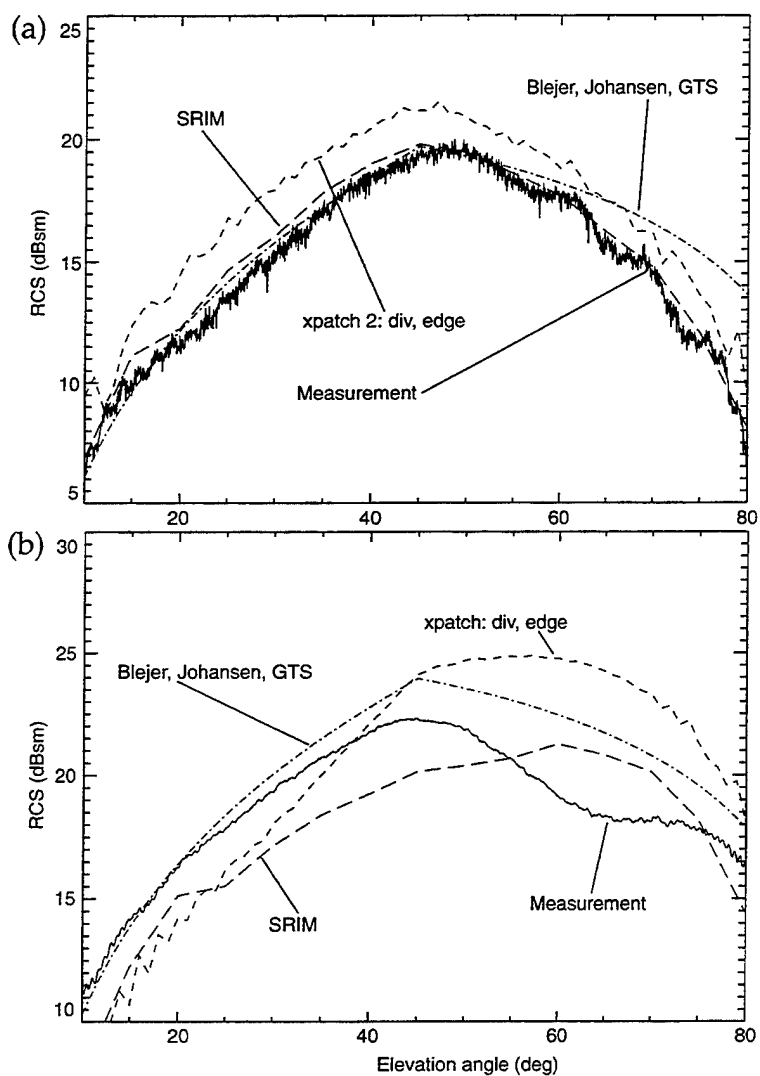 (a)
25
20
15
10
5
RCS (dBsm)
SRIM
Blejer, Johansen, GTS
xpatch 2: div, edge
Measurement
20
40
60
80
(b)
30
25
20
15
10
RCS (dBsm)
xpatch: div, edge
Blejer, Johansen, GTS
SRIM
Measurement
20
40
60
80
Elevation angle (deg)